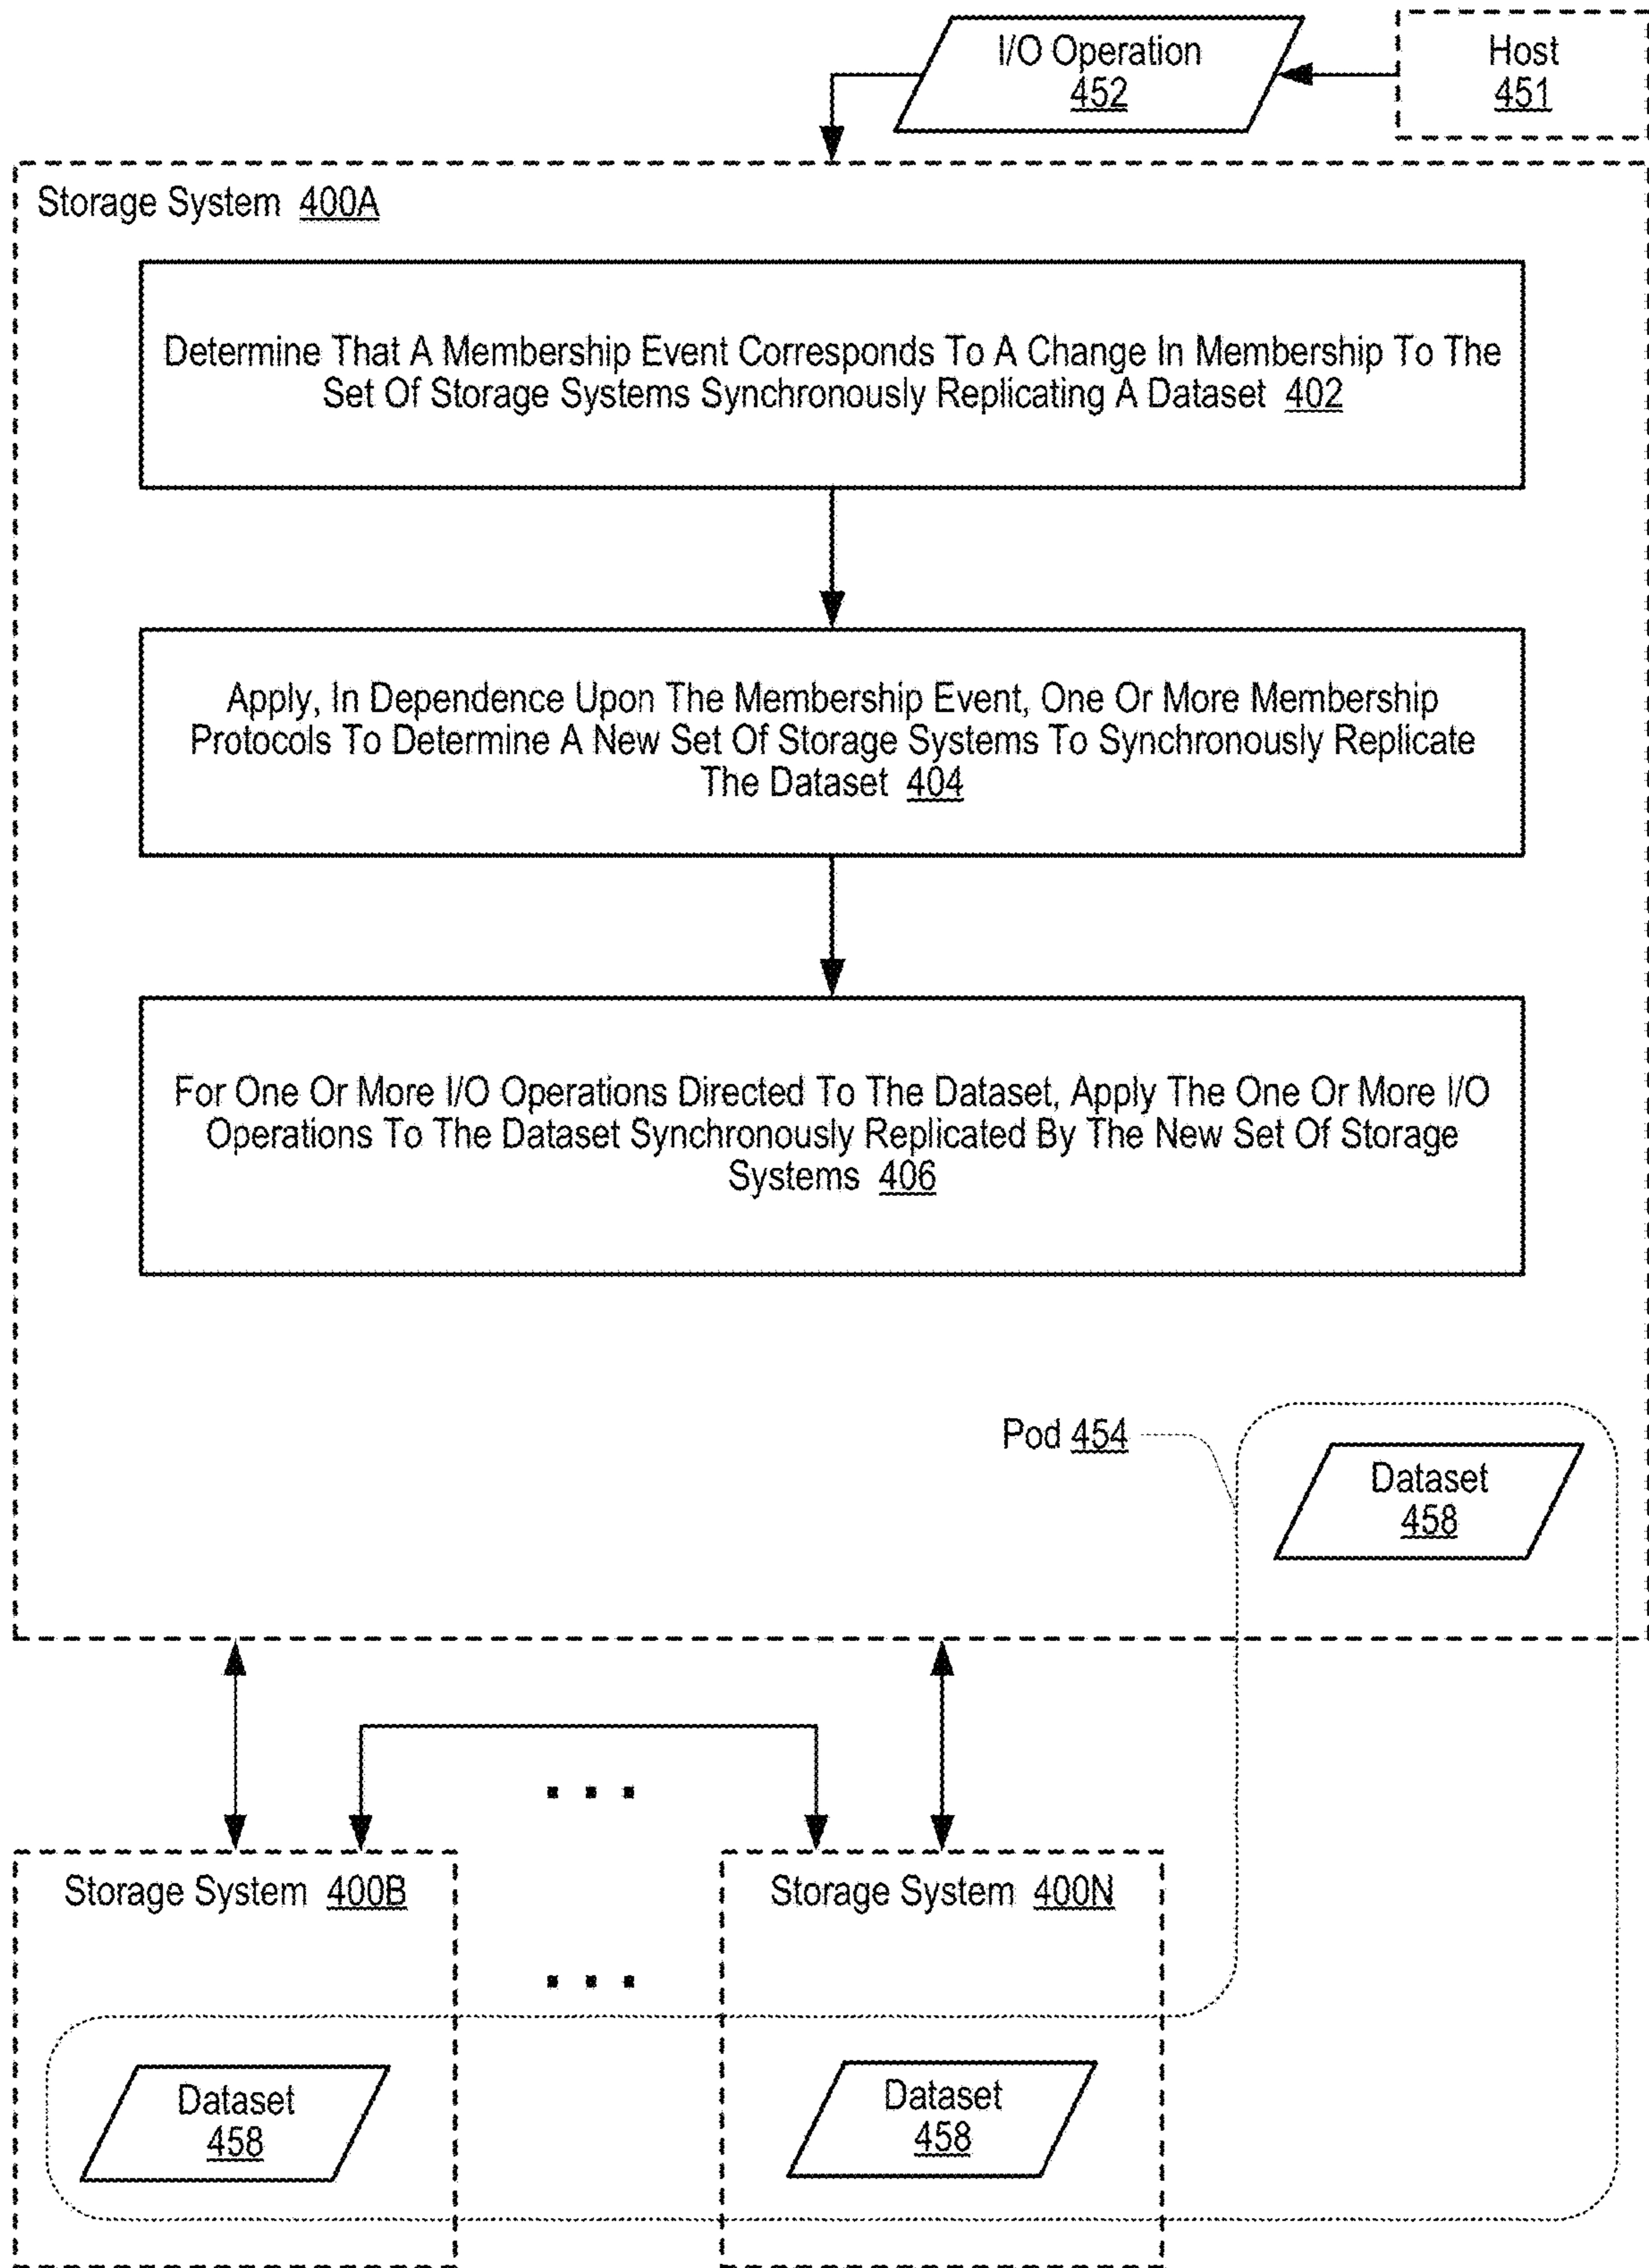 I/O Operation
452
Host
451
Storage System 400A
Determine That A Membership Event Corresponds To A Change In Membership To The
Set Of Storage Systems Synchronously Replicating A Dataset 402
Apply, In Dependence Upon The Membership Event, One Or More Membership
Protocols To Determine A New Set Of Storage Systems To Synchronously Replicate
The Dataset 404
For One Or More I/O Operations Directed To The Dataset, Apply The One Or More I/O
Operations To The Dataset Synchronously Replicated By The New Set Of Storage
Systems 406
Pod 454
Dataset
458
. . .
Storage System 400B
Storage System 400N
. . .
Dataset
458
Dataset
458